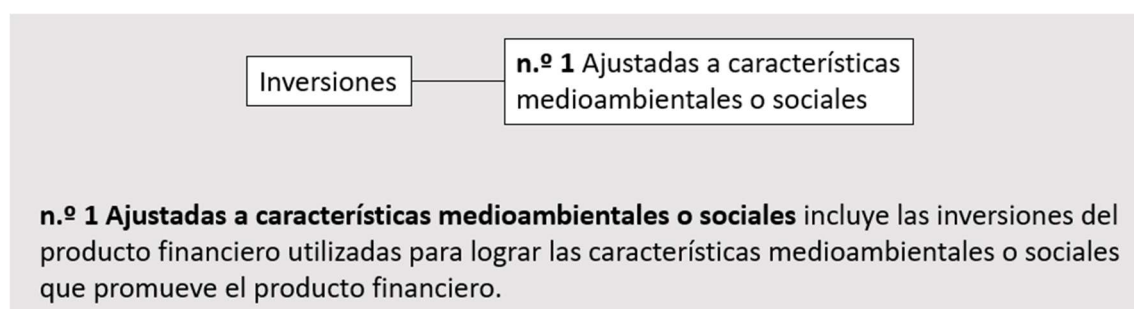 Inversiones
n.º 1 Ajustadas a características
medioambientales o sociales
n.º 1 Ajustadas a características medioambientales o sociales incluye las inversiones del
producto financiero utilizadas para lograr las características medioambientales o sociales
que promueve el producto financiero.